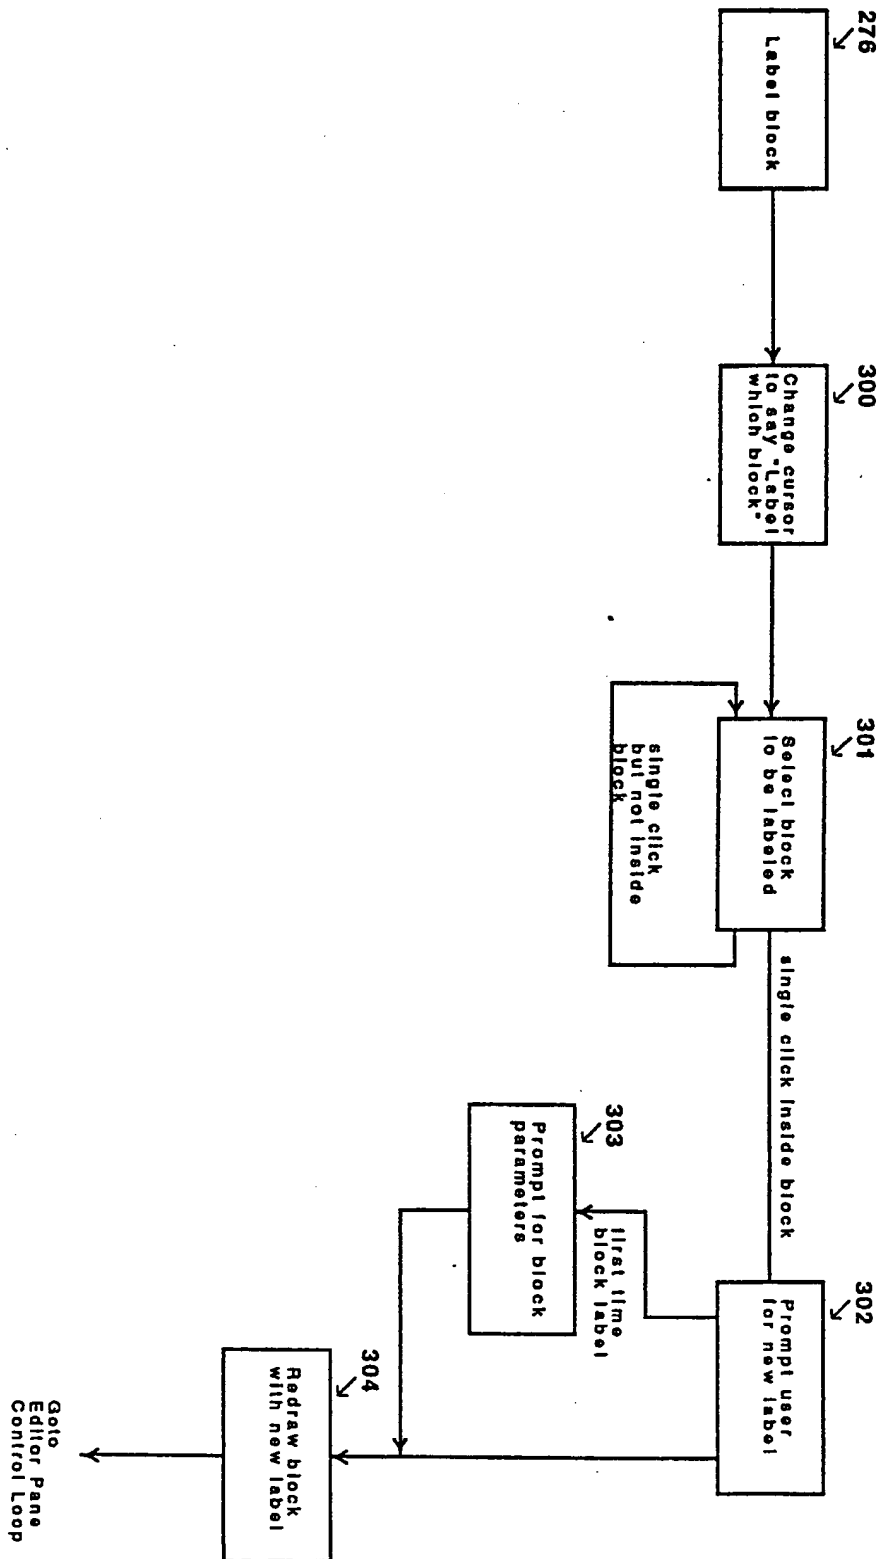 276
Label block
300
Change cursor
to say "Label
which block"
301
Select block
to be labeled
single click
but not inside
block
single click inside block
302
Prompt user
for new label
first time
block label
303
Prompt for block
parameters
304
Redraw block
with new label
Goto
Editor Pane
Control Loop